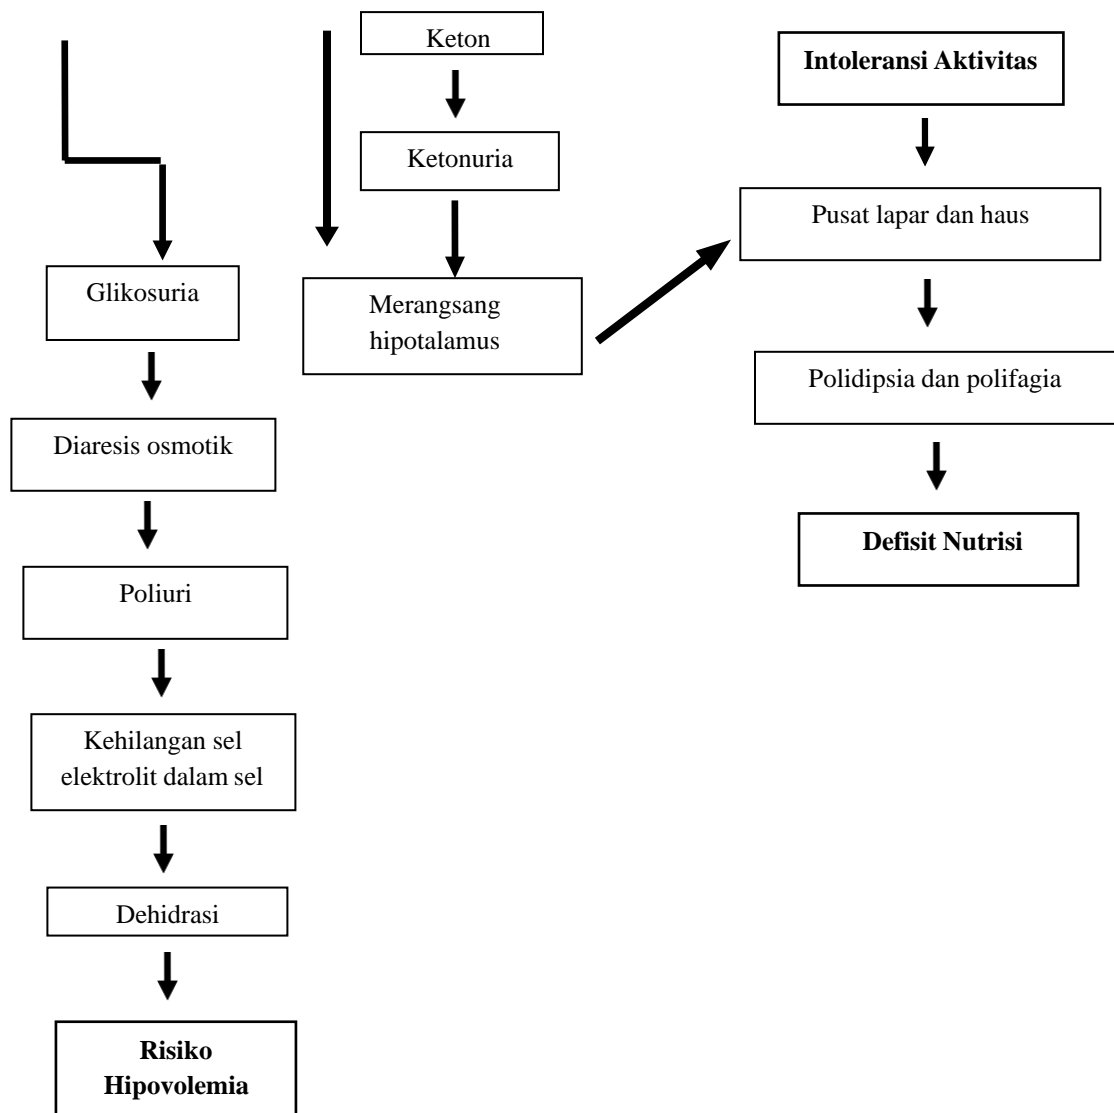 Keton
Intoleransi Aktivitas
Ketonuria
Pusat lapar dan haus
Glikosuria
Merangsang
hipotalamus
Polidipsia dan polifagia
Diaresis osmotik
Defisit Nutrisi
Poliuri
Kehilangan sel
elektrolit dalam sel
Dehidrasi
Risiko
Hipovolemia